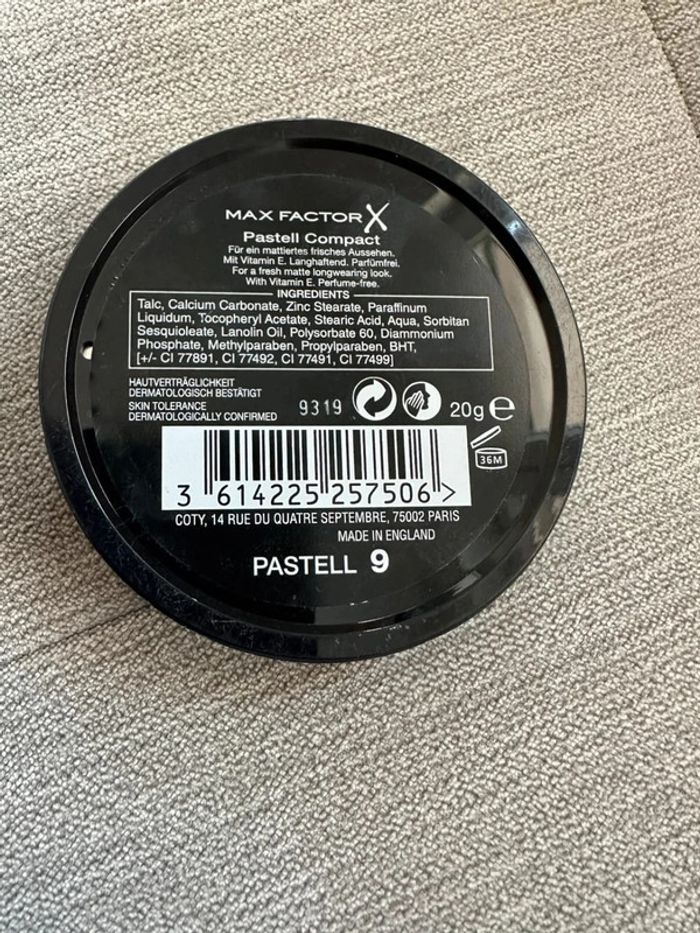 MAX FACTOR X
Pastell Compact
Für ein mattiertes frisches Aussehen.
Mit Vitamin E. Langhaftend. Parfümfrei.
For a fresh matte longwearing look.
With Vitamin E. Perfume-free.
INGREDIENTS
Talc, Calcium Carbonate, Zinc Stearate, Paraffinum
Liquidum, Tocopheryl Acetate, Stearic Acid, Aqua, Sorbitan
Sesquioleate, Lanolin Oil, Polysorbate 60, Diammonium
Phosphate, Methylparaben, Propylparaben, BHT,
[+/- CI 77891, CI 77492, CI 77491, CI 77499]
HAUTVERTRÄGLICHKEIT
DERMATOLOGISCH BESTÄTIGT
SKIN TOLERANCE
DERMATOLOGICALLY CONFIRMED
9319
20g e
36M
3 614225 257506 >
COTY, 14 RUE DU QUATRE SEPTEMBRE, 75002 PARIS
MADE IN ENGLAND
PASTELL 9